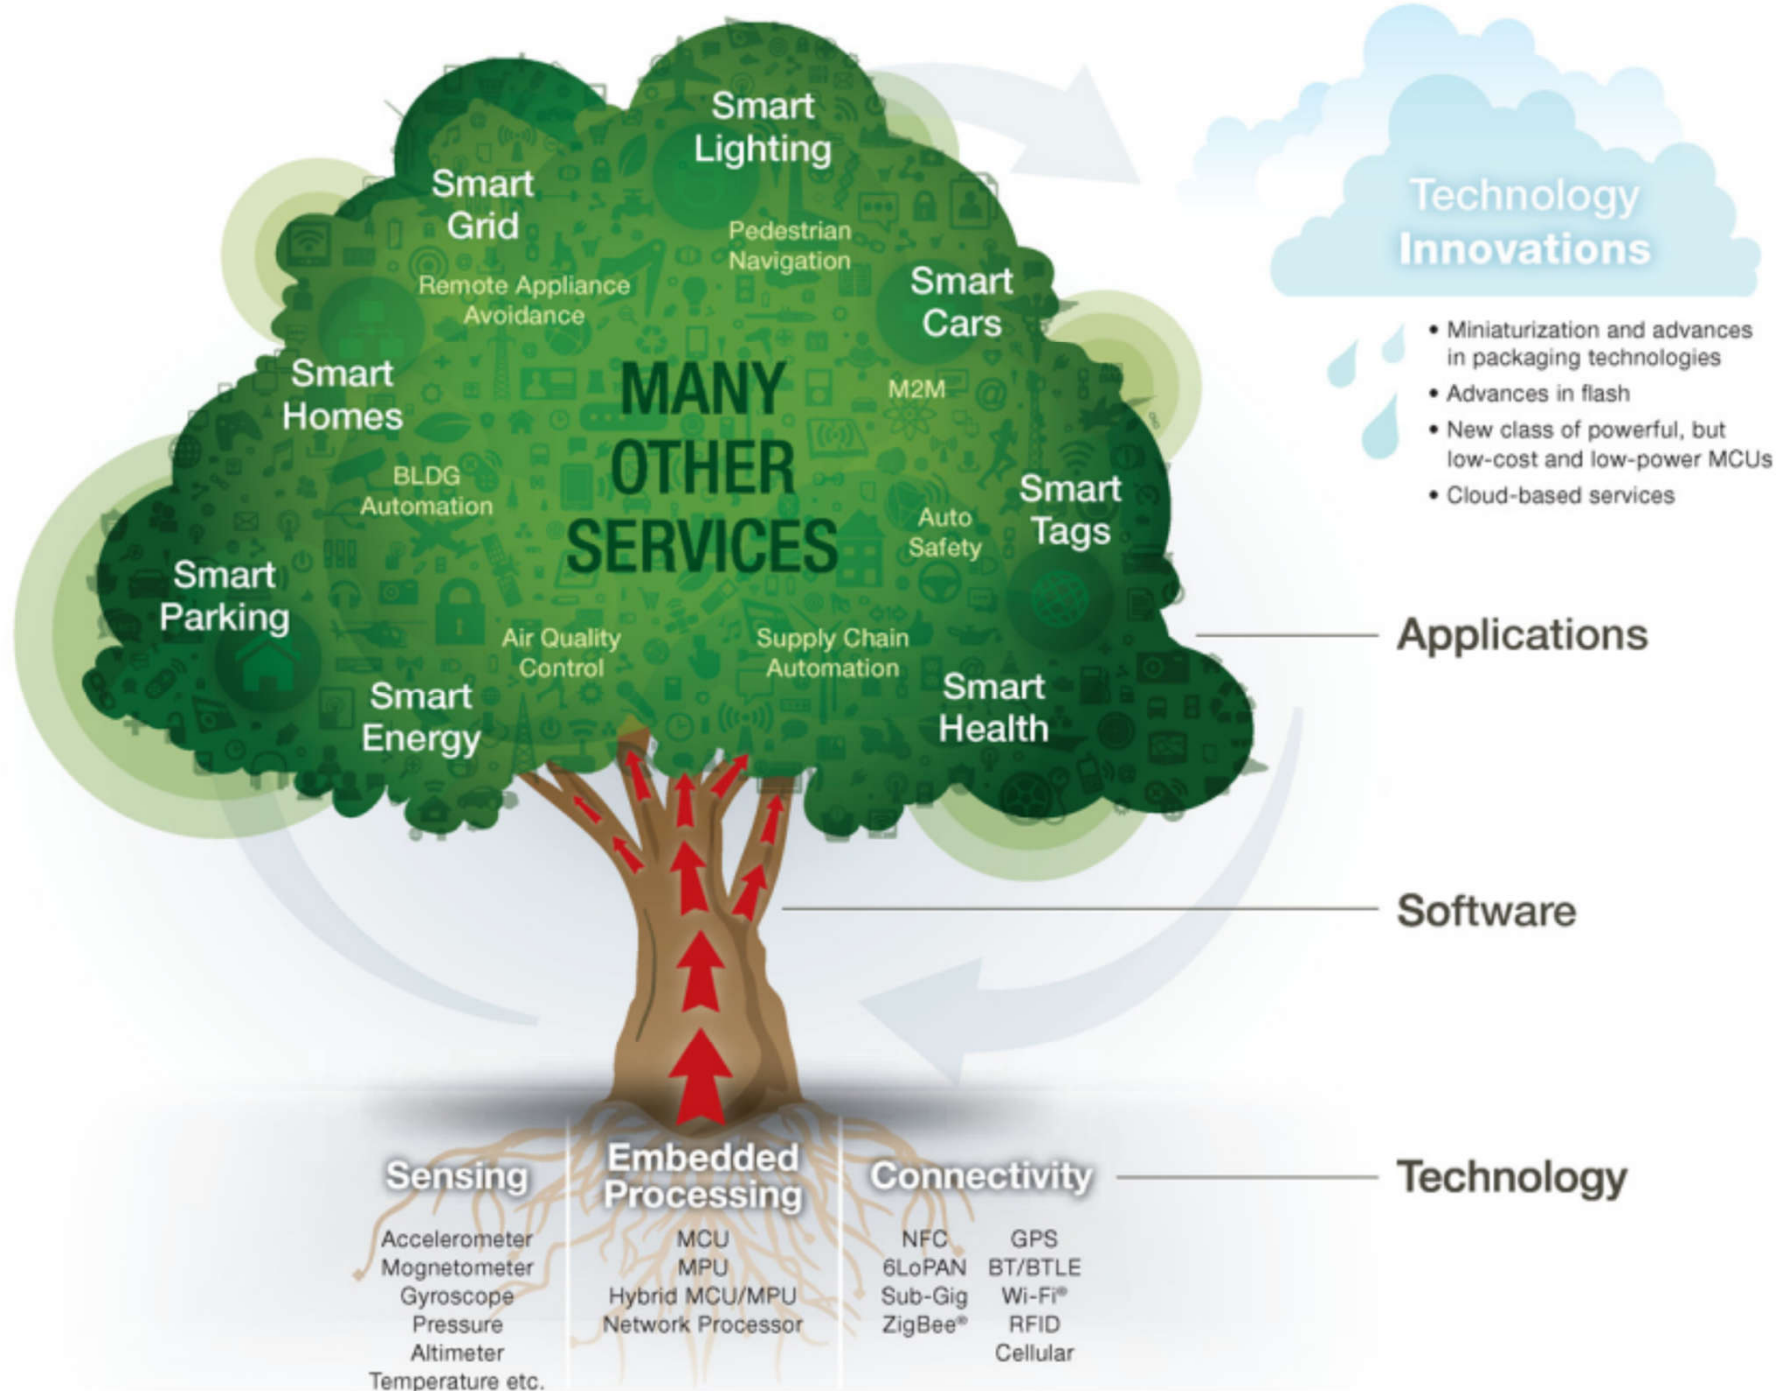 Smart
Lighting
Smart
Grid
Pedestrian
Navigation
Remote Appliance
Avoidance
Smart
Cars
Smart
Homes
MANY
OTHER
SERVICES
M2M
BLDG
Automation
Smart
Tags
Auto
Safety
Smart
Parking
Air Quality
Control
Supply Chain
Automation
Smart
Energy
Smart
Health
Technology
Innovations
• Miniaturization and advances
in packaging technologies
• Advances in flash
• New class of powerful, but
low-cost and low-power MCUs
• Cloud-based services
Applications
Software
Technology
Sensing
Accelerometer
Mognetometer
Gyroscope
Pressure
Altimeter
Temperature etc.
Embedded
Processing
MCU
MPU
Hybrid MCU/MPU
Network Processor
Connectivity
NFC GPS
6LoPAN BT/BTLE
Sub-Gig Wi-Fi®
ZigBee® RFID
Cellular